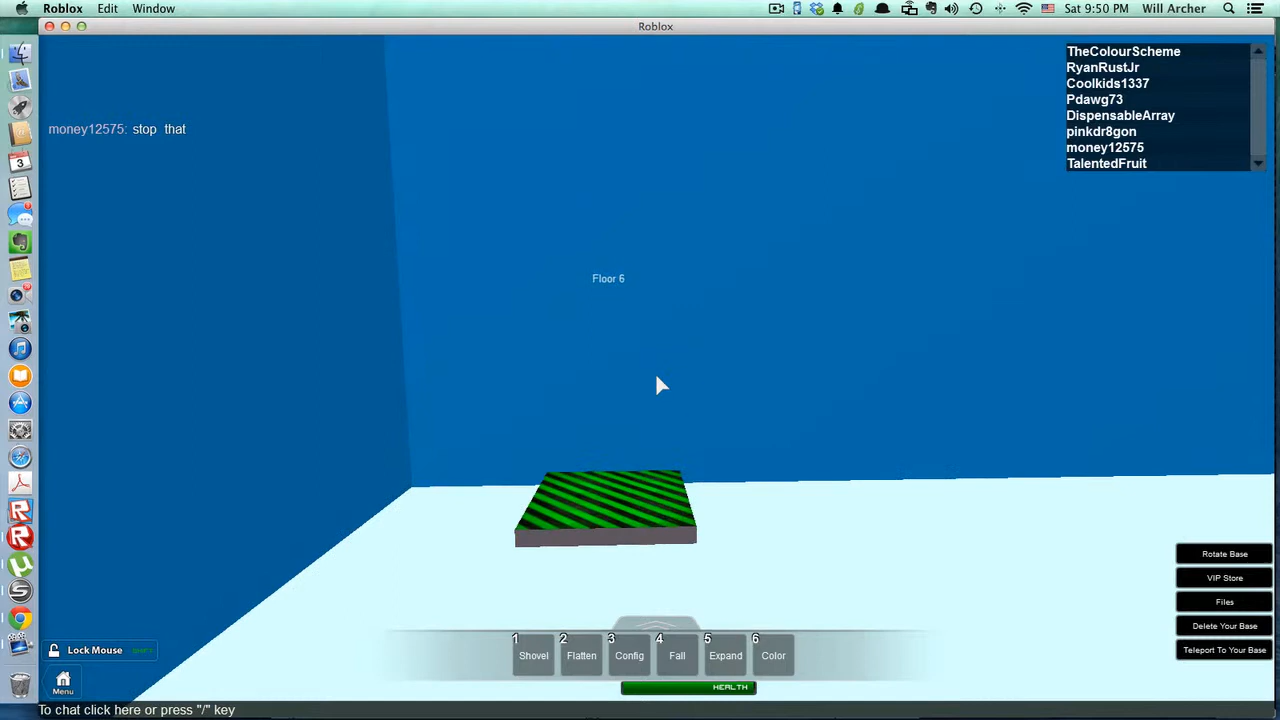 Roblox Edit Window Sat 9:50 PM Will Archer
Roblox
TheColourScheme
RyanRustJr
Coolkids1337
Pdawg73
DispensableArray
pinkdr8gon
money12575
TalentedFruit
money12575: stop that
3
Floor 6
Rotate Base
VIP Store
Files
Delete Your Base
Teleport To Your Base
Lock Mouse
Menu
1 Shovel
2 Flatten
3 Config
4 Fall
5 Expand
6 Color
HEALTH
To chat click here or press "/" key